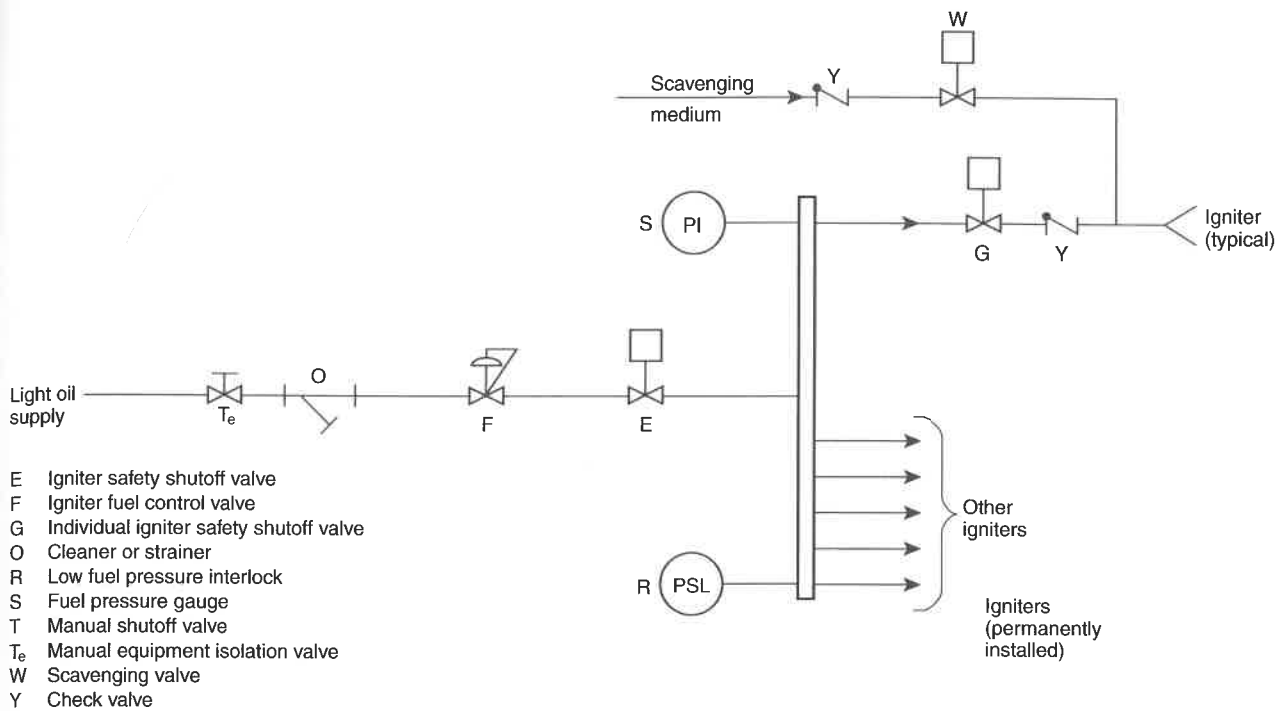 W
Y
Scavenging
medium
S
PI
G
Y
Igniter
(typical)
O
Light oil
supply
Te
F
E
Other
igniters
R
PSL
Igniters
(permanently
installed)
E Igniter safety shutoff valve
F Igniter fuel control valve
G Individual igniter safety shutoff valve
O Cleaner or strainer
R Low fuel pressure interlock
S Fuel pressure gauge
T Manual shutoff valve
Te Manual equipment isolation valve
W Scavenging valve
Y Check valve